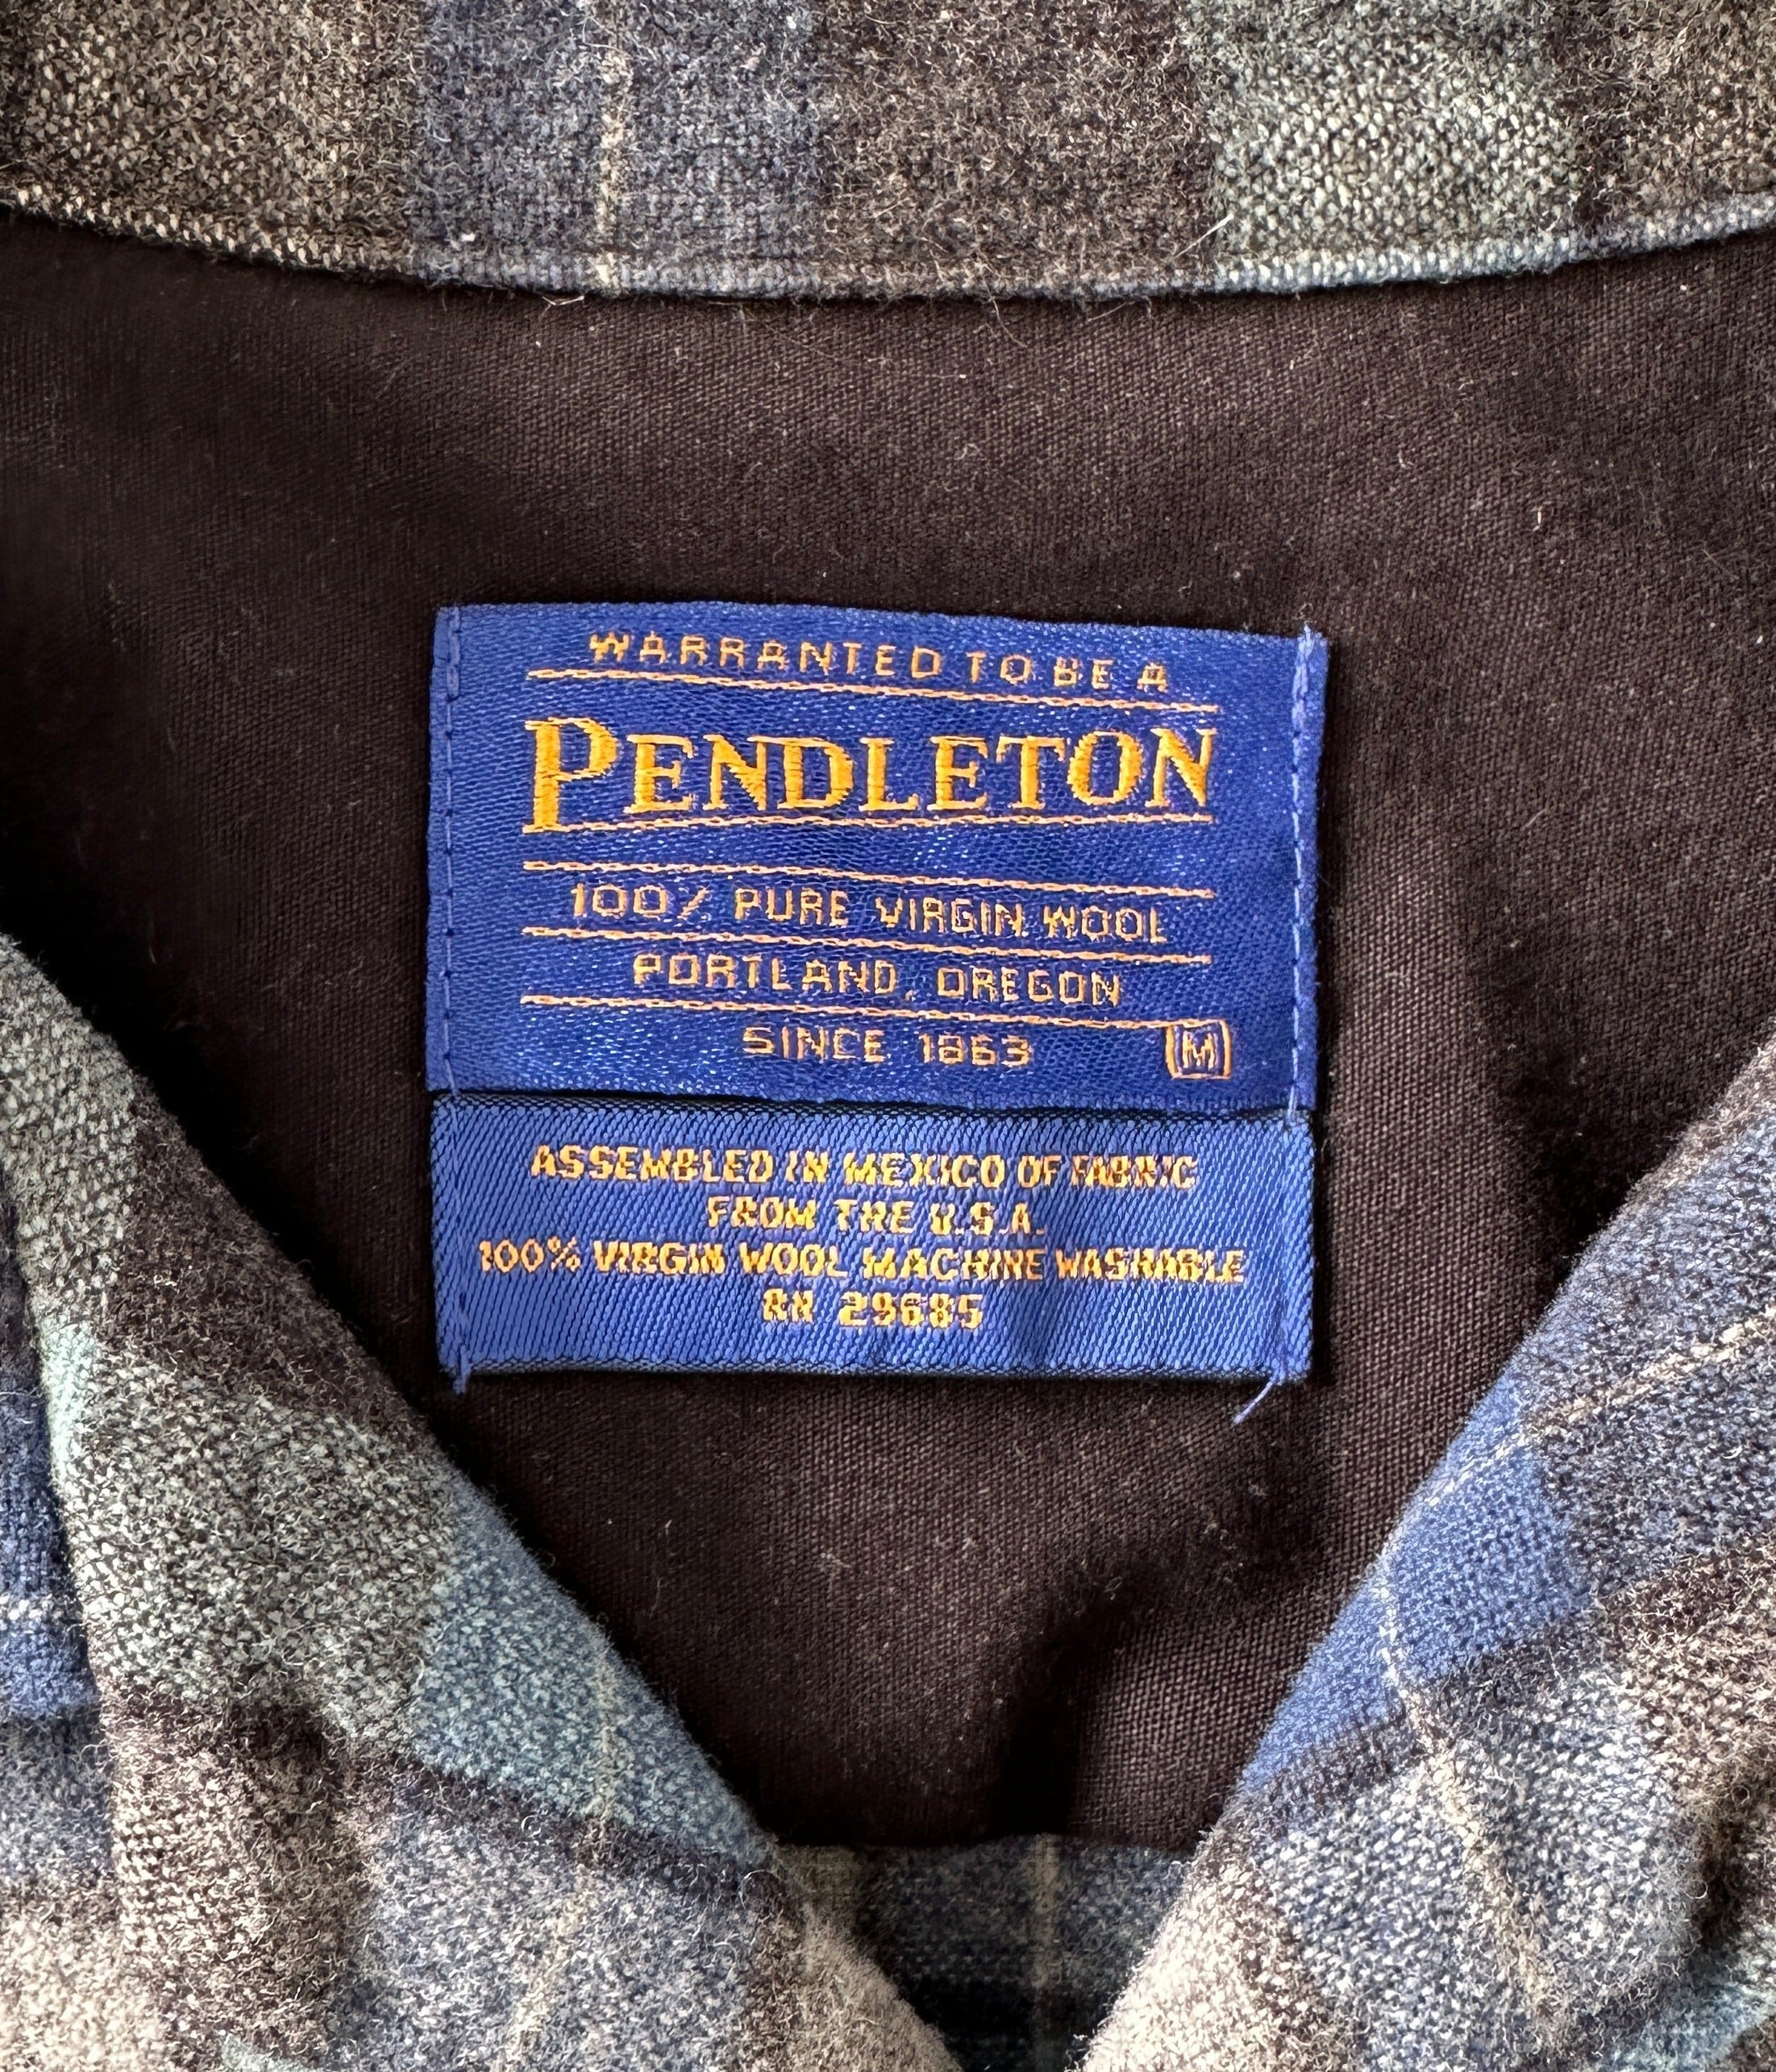 WARRANTED TO BE A
PENDLETON
100% PURE VIRGIN WOOL
PORTLAND, OREGON
SINCE 1863 M
ASSEMBLED IN MEXICO OF FABRIC
FROM THE U.S.A.
100% VIRGIN WOOL MACHINE WASHABLE
RN 29685